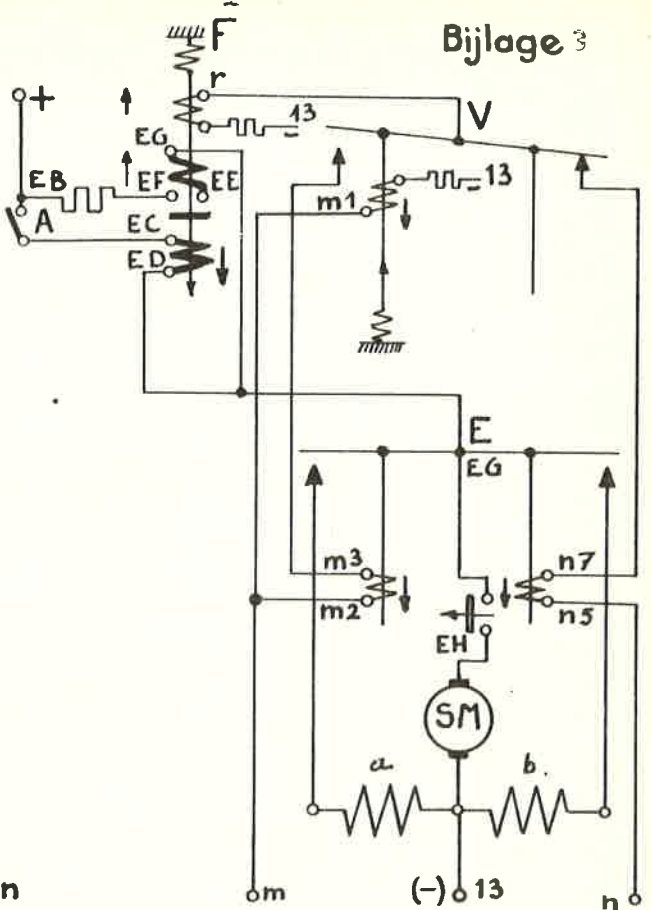 Bijlage 3
F
r
+
13
V
EG
EB
EF
EE
13
m1
A
EC
ED
E
EG
m3
n7
m2
n5
EH
SM
a.
b.
n
m
(-)
13
n